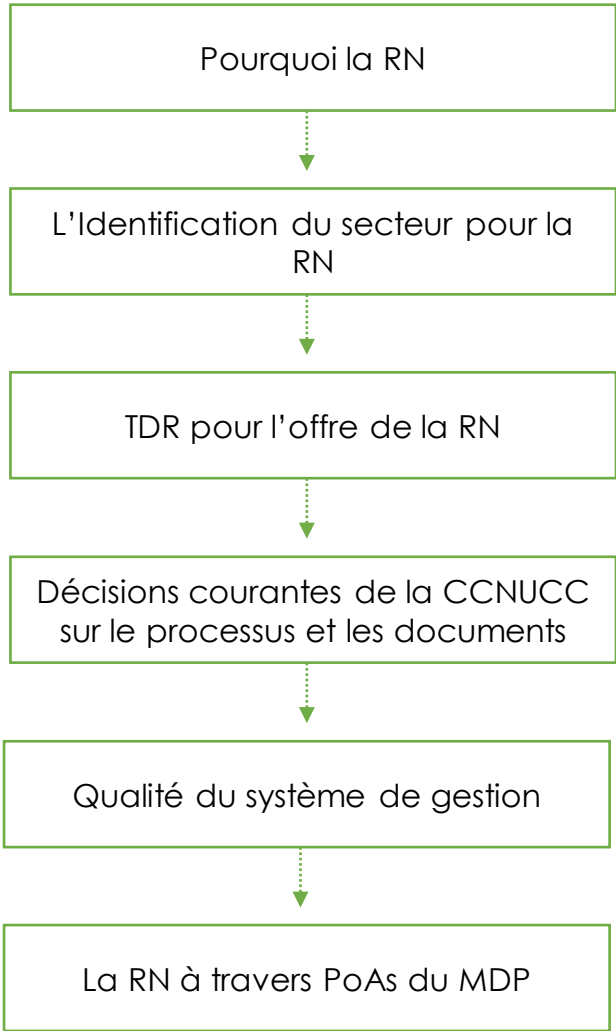 Pourquoi la RN
L’Identification du secteur pour la
RN
TDR pour l’offre de la RN
Décisions courantes de la CCNUCC
sur le processus et les documents
Qualité du système de gestion
La RN à travers PoAs du MDP